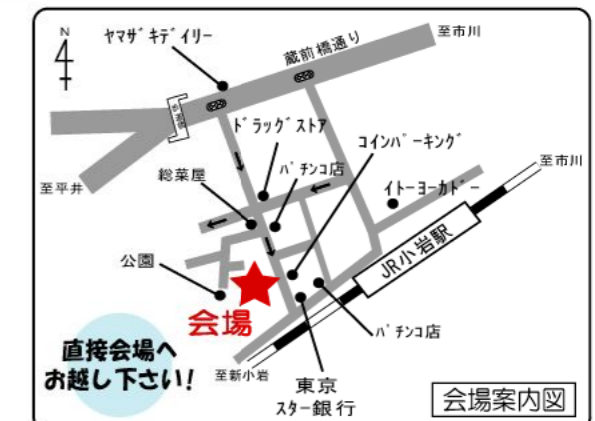 N
ヤマザキデイリー
蔵前橋通り
至市川
歩道橋
ドラッグストア
コインパーキング
至平井
総菜屋
パチンコ店
イトーヨーカドー
至市川
公園
JR小岩駅
会場
パチンコ店
直接会場へ
お越し下さい!
至新小岩
東京
スター銀行
会場案内図